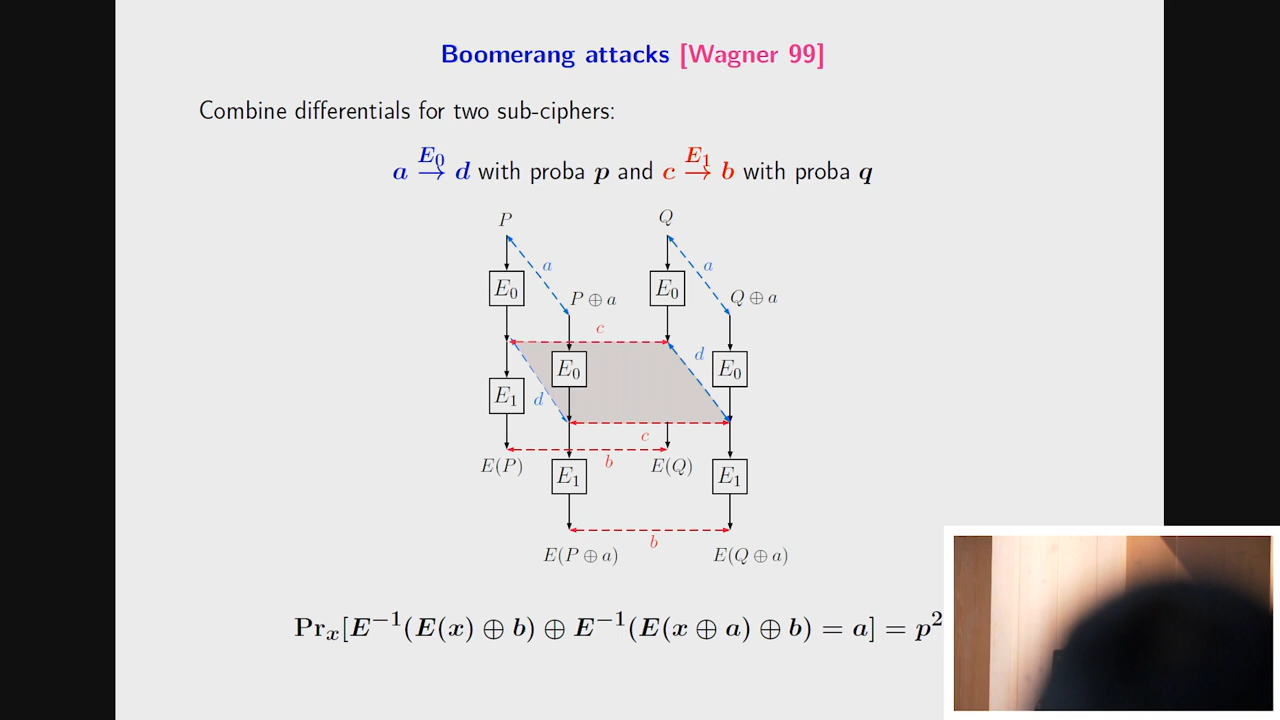 Boomerang attacks [Wagner 99]
Combine differentials for two sub-ciphers:
a E₀→ d with proba p and c E₁→ b with proba q
P Q
a a
E₀ E₀
P ⊕ a Q ⊕ a
c
d
E₀ E₀
E₁ d
c
E(P) b E(Q)
E₁ E₁
b
E(P ⊕ a) E(Q ⊕ a)
Prₓ[E⁻¹(E(x) ⊕ b) ⊕ E⁻¹(E(x ⊕ a) ⊕ b) = a] = p²